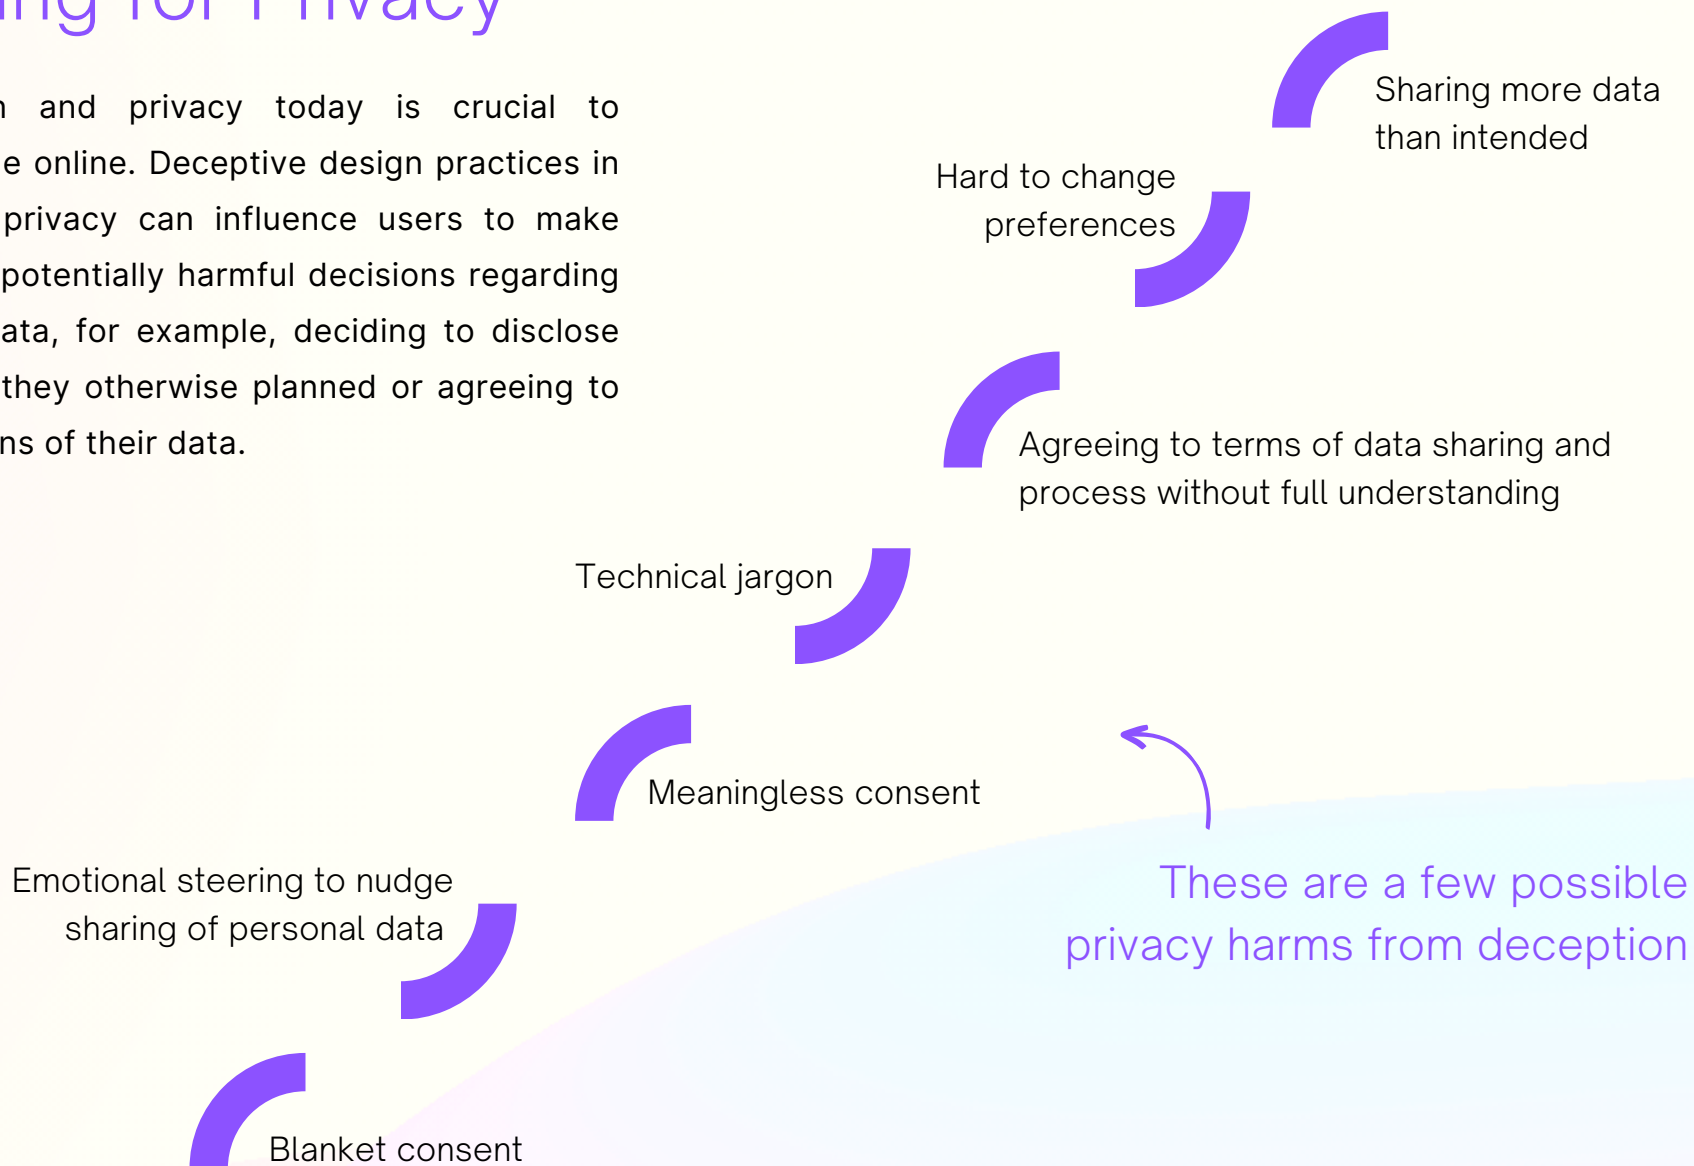 for Privacy
and privacy today is crucial to
online. Deceptive design practices in
privacy can influence users to make
potentially harmful decisions regarding
for example, deciding to disclose
they otherwise planned or agreeing to
of their data.
Sharing more data
than intended
Hard to change
preferences
Agreeing to terms of data sharing and
process without full understanding
Technical jargon
Meaningless consent
Emotional steering to nudge
sharing of personal data
Blanket consent
These are a few possible
privacy harms from deception